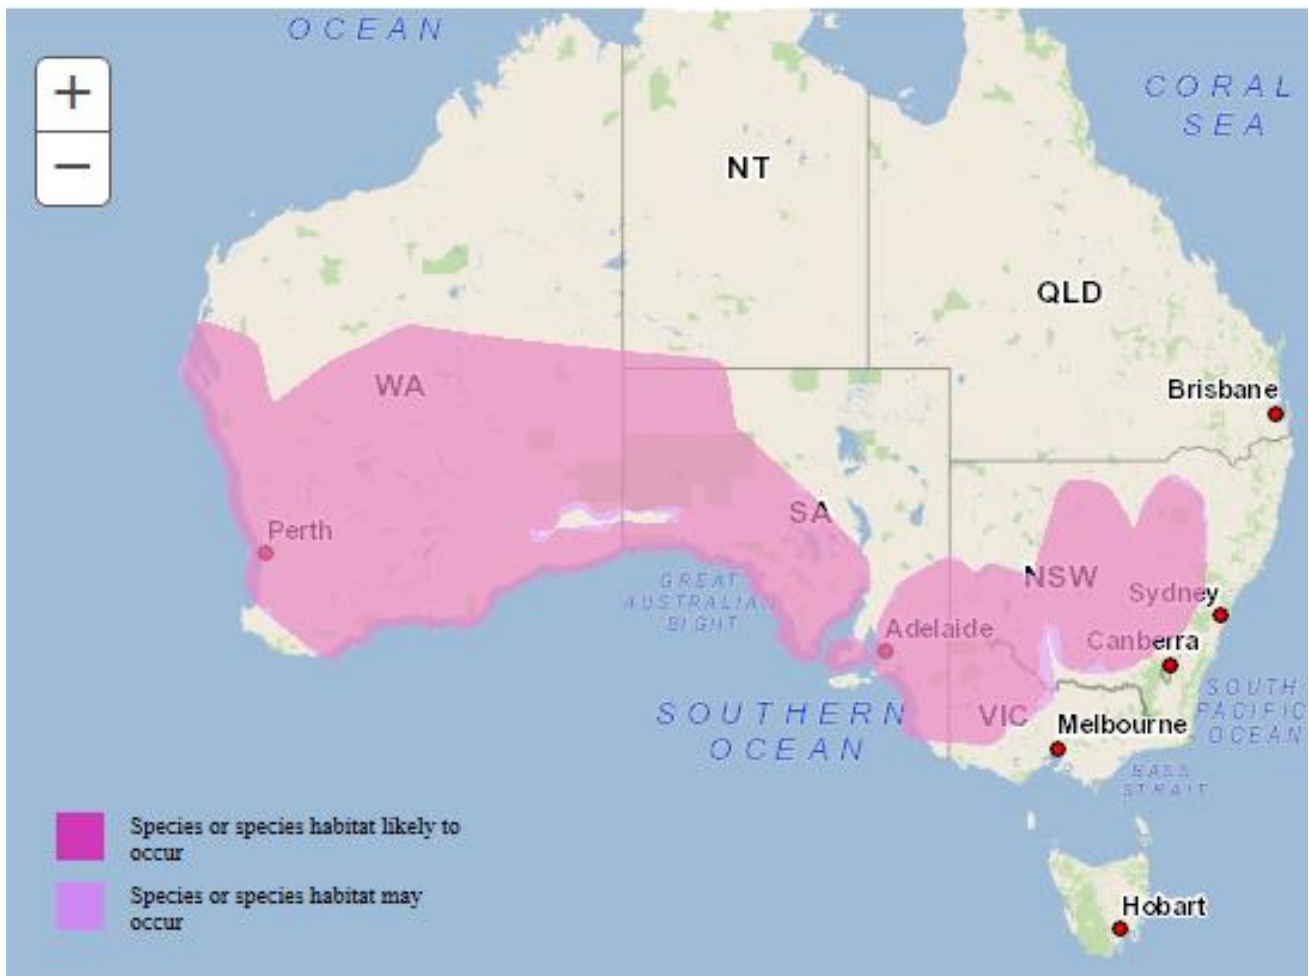 OCEAN
+
−
CORAL
SEA
NT
QLD
WA
Brisbane
Perth
SA
GREAT
AUSTRALIAN
BIGHT
NSW
Sydney
Adelaide
Canberra
SOUTHERN
OCEAN
VIC
Melbourne
SOUTH
PACIFIC
OCEAN
BASS
STRAIT
Species or species habitat likely to
occur
Species or species habitat may
occur
Hobart